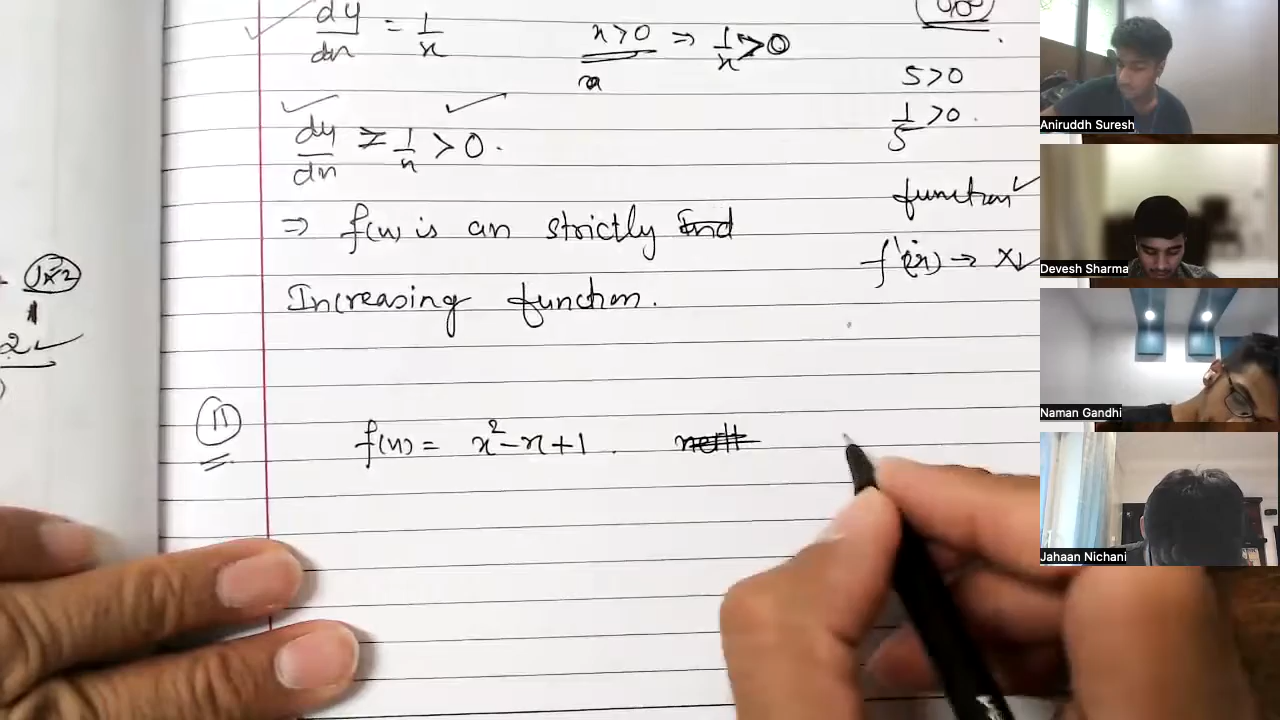 dy/dx = 1/x
x>0 ⇒ 1/x >0
5>0
1/5 >0.
dy/dx = 1/x > 0.
function ✓
⇒ f(x) is an strictly
f'(x) → x
Increasing function.
11
f(x) = x²-x+1.
Aniruddh Suresh
Devesh Sharma
Naman Gandhi
Jahaan Nichani